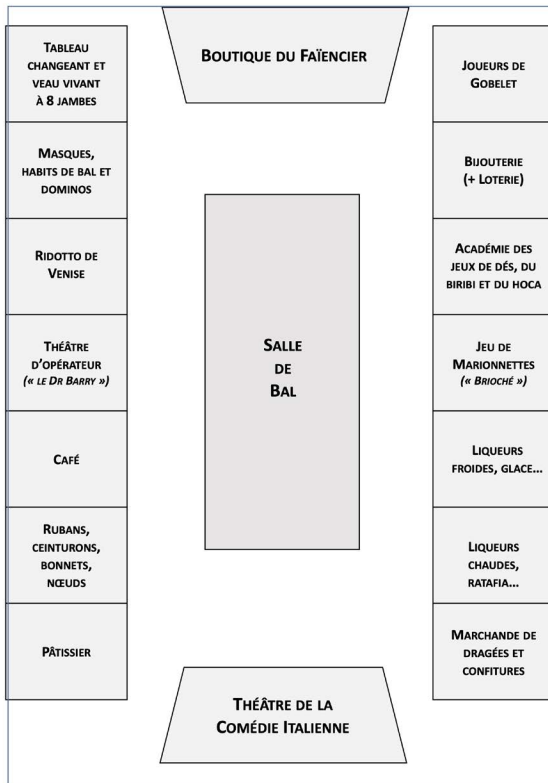 BOUTIQUE DU FAÏENCIER
TABLEAU
CHANGEANT ET
VEAU VIVANT
À 8 JAMBES
MASQUES,
HABITS DE BAL ET
DOMINOS
RIDOTTO DE
VENISE
THÉÂTRE
D'OPÉRATEUR
(« LE DR BARRY »)
CAFÉ
RUBANS,
CEINTURONS,
BONNETS,
NŒUDS
PÂTISSIER
SALLE
DE
BAL
JOUEURS DE
GOBELET
BIJOUTERIE
(+ LOTERIE)
ACADÉMIE DES
JEUX DE DÉS, DU
BIRIBI ET DU HOCA
JEU DE
MARIONNETTES
(« BRIOCHÉ »)
LIQUEURS
FROIDES, GLACE...
LIQUEURS
CHAUDES,
RATAFIA...
MARCHANDE DE
DRAGÉES ET
CONFITURES
THÉÂTRE DE LA
COMÉDIE ITALIENNE